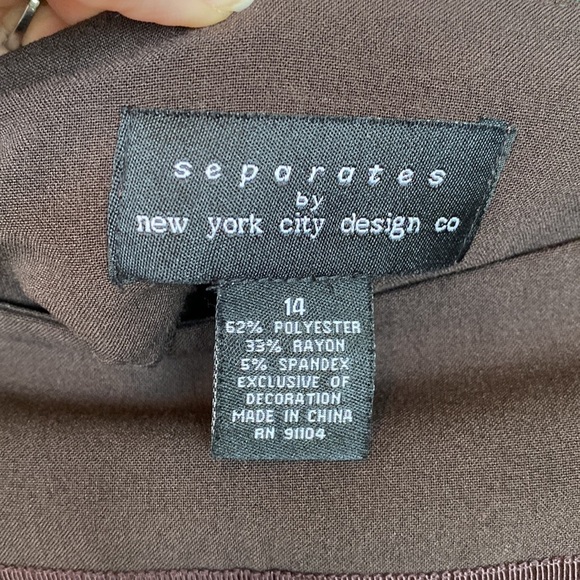 separates
by
new york city design co
14
62% POLYESTER
33% RAYON
5% SPANDEX
EXCLUSIVE OF
DECORATION
MADE IN CHINA
RN 91104